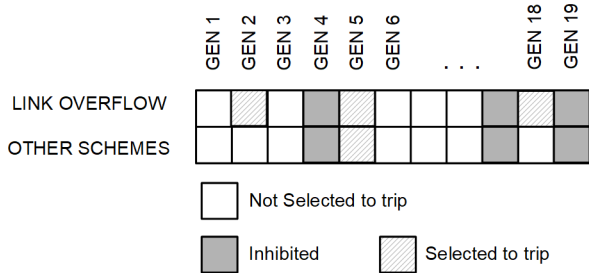 GEN 1
GEN 2
GEN 3
GEN 4
GEN 5
GEN 6
. . .
GEN 18
GEN 19
LINK OVERFLOW
OTHER SCHEMES
Not Selected to trip
Inhibited
Selected to trip